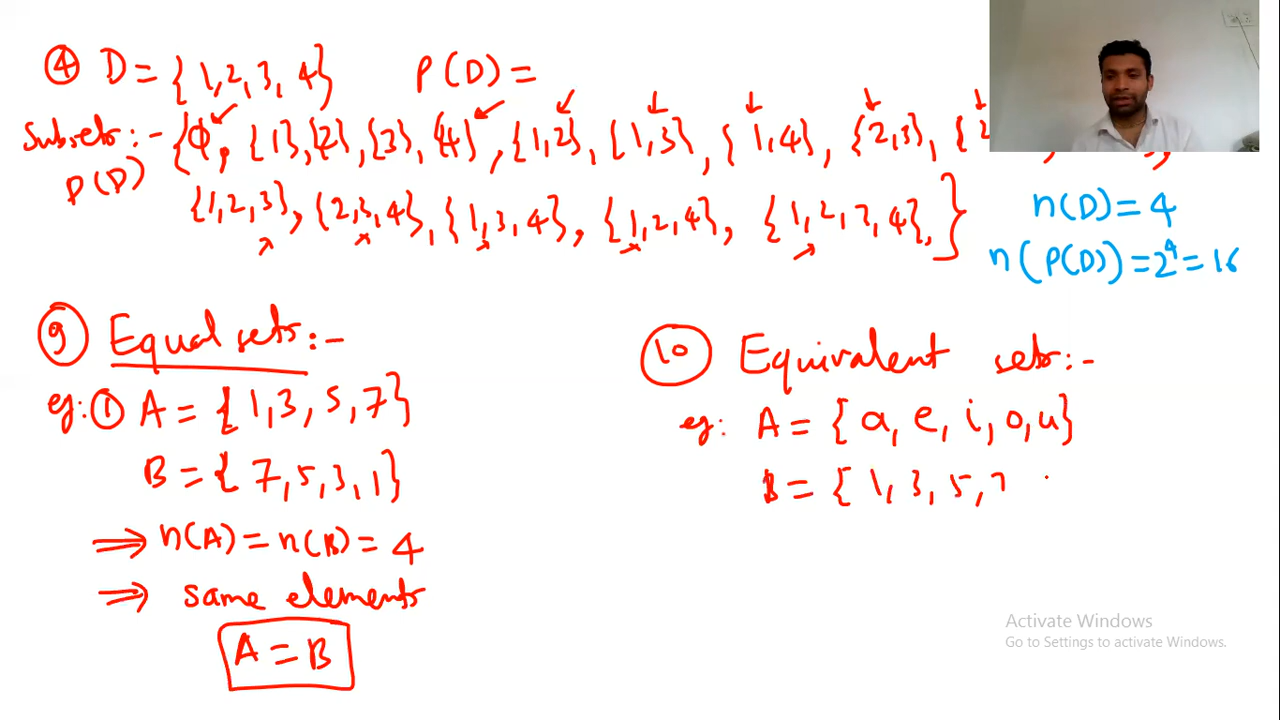 ④ D = {1,2,3,4} P(D) =
Subsets:- {ϕ, {1},{2},{3},{4},{1,2},{1,3},{1,4},{2,3},{2
P(D)
{1,2,3},{2,3,4},{1,3,4},{1,2,4},{1,2,3,4},}
n(D)=4
n(P(D))=2⁴=16
⑨ Equal sets:-
eg: ① A = {1,3,5,7}
B = {7,5,3,1}
⇒ n(A) = n(B) = 4
⇒ same elements
A = B
⑩ Equivalent sets:-
eg: A = {a, e, i, o, u}
B = {1, 3, 5, 7
Activate Windows
Go to Settings to activate Windows.